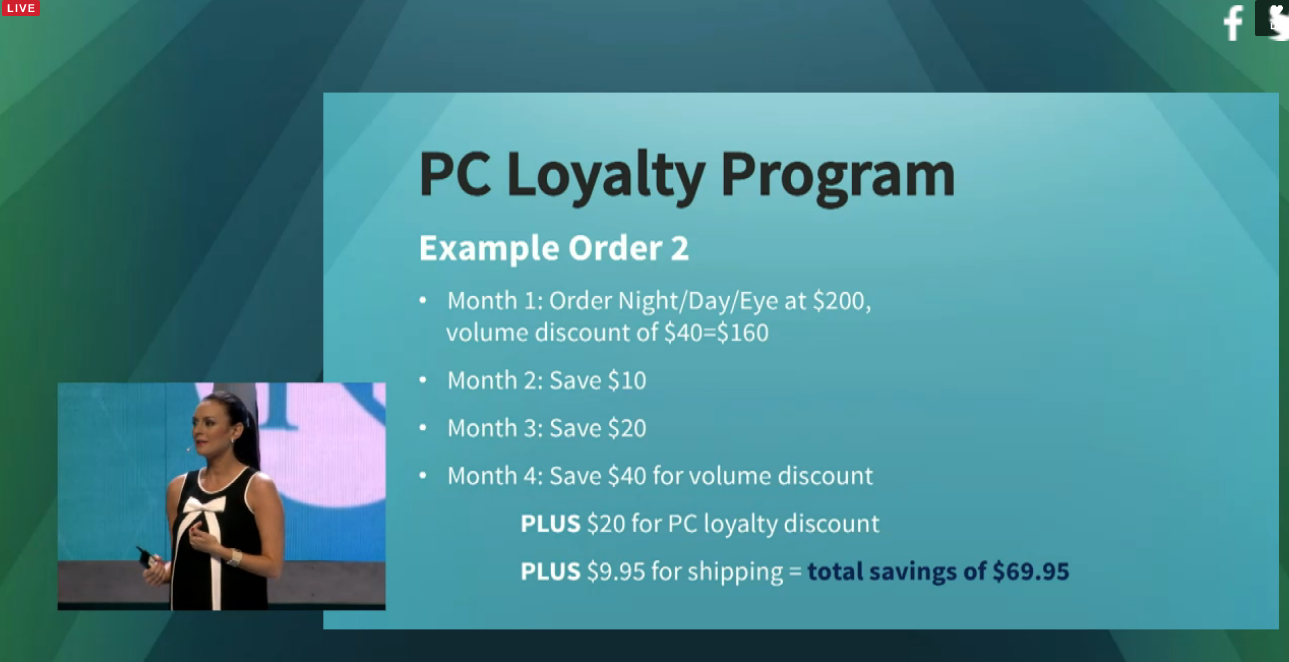 LIVE
PC Loyalty Program
Example Order 2
• Month 1: Order Night/Day/Eye at $200,
volume discount of $40=$160
• Month 2: Save $10
• Month 3: Save $20
• Month 4: Save $40 for volume discount
PLUS $20 for PC loyalty discount
PLUS $9.95 for shipping = total savings of $69.95